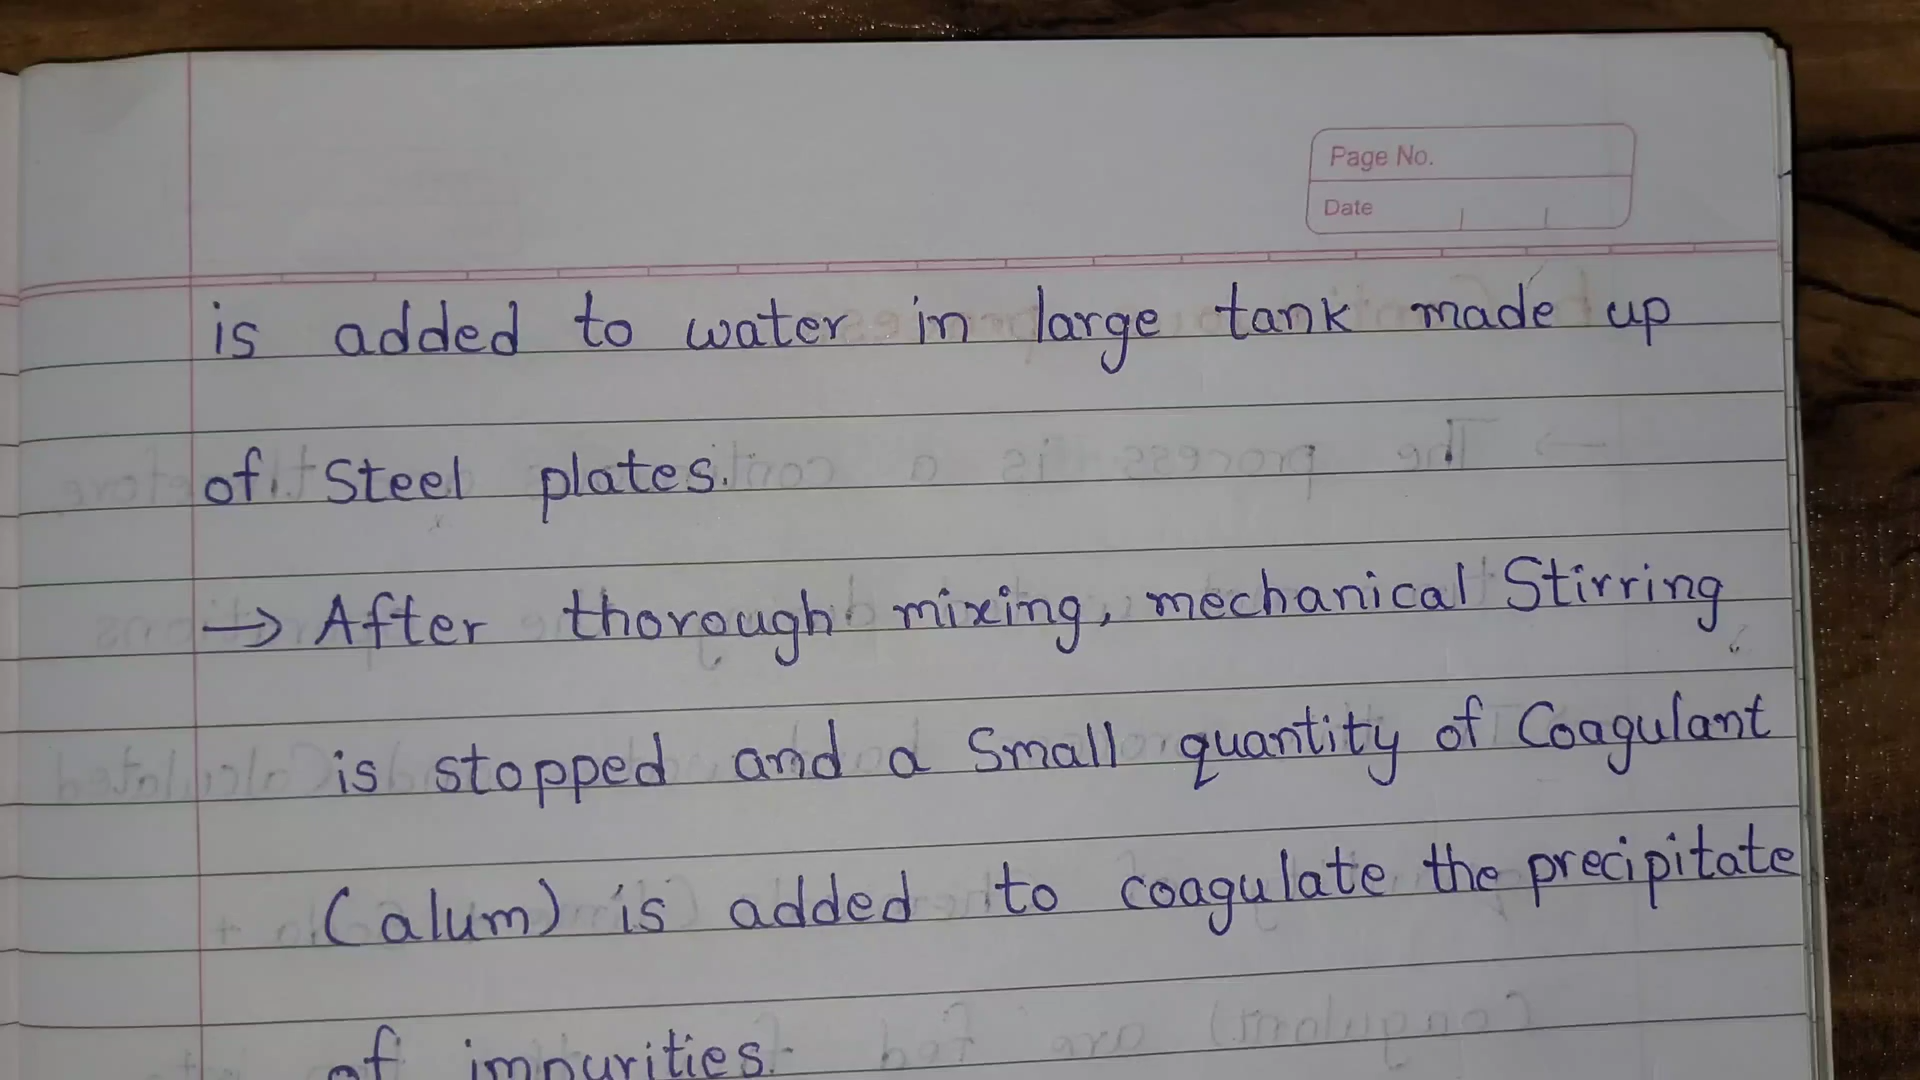 Page No.
Date
is added to water in large tank made up
of Steel plates.
→ After thorough mixing, mechanical Stirring
is stopped and a Small quantity of Coagulant
(alum) is added to coagulate the precipitate
of impurities.